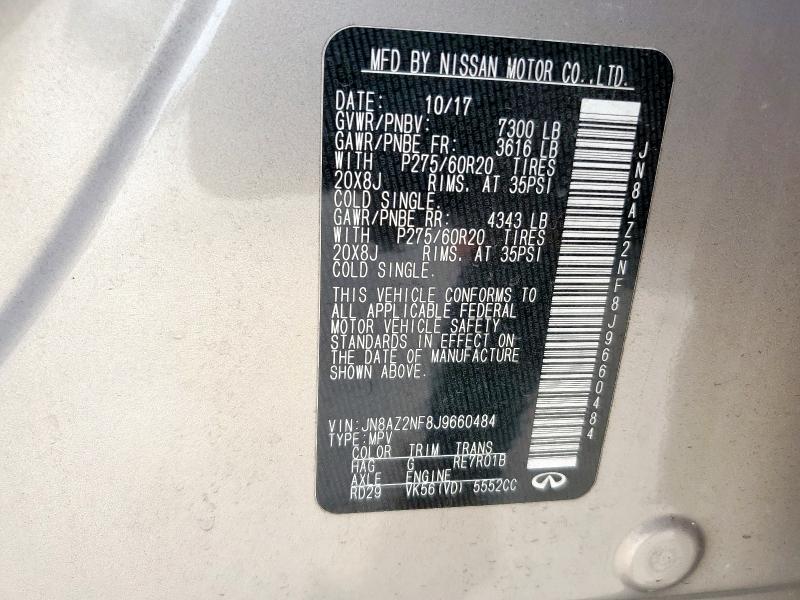 MFD BY NISSAN MOTOR CO.,LTD.
DATE: 10/17
GVWR/PNBV: 7300 LB
GAWR/PNBE FR: 3616 LB
WITH P275/60R20 TIRES
20X8J RIMS. AT 35PSI
COLD SINGLE.
GAWR/PNBE RR: 4343 LB
WITH P275/60R20 TIRES
20X8J RIMS. AT 35PSI
COLD SINGLE.
THIS VEHICLE CONFORMS TO
ALL APPLICABLE FEDERAL
MOTOR VEHICLE SAFETY
STANDARDS IN EFFECT ON
THE DATE OF MANUFACTURE
SHOWN ABOVE.
VIN:JN8AZ2NF8J9660484
TYPE:MPV
COLOR TRIM TRANS
HAG G RE7R01B
AXLE ENGINE
RD29 VK56(VD) 5552CC
JN8AZ2NF8J9660484